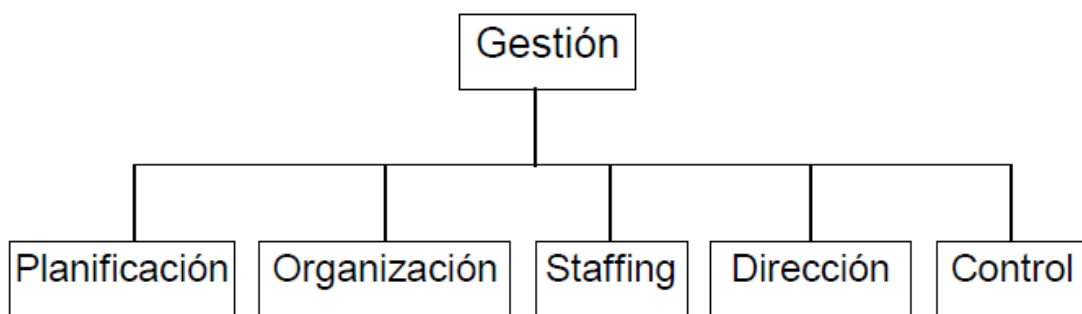 Gestión
Planificación
Organización
Staffing
Dirección
Control